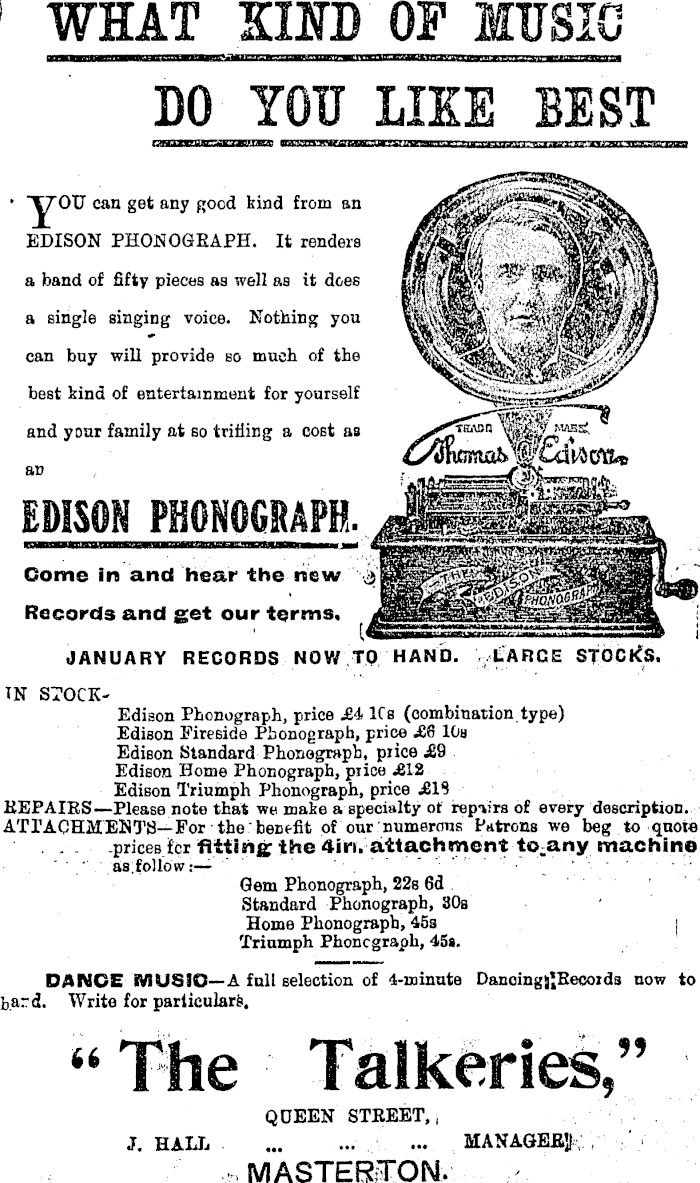 WHAT KIND OF MUSIC
DO YOU LIKE BEST
YOU can get any good kind from an
EDISON PHONOGRAPH. It renders
a band of fifty pieces as well as it does
a single singing voice. Nothing you
can buy will provide so much of the
best kind of entertainment for yourself
and your family at so trifling a cost as
an
EDISON PHONOGRAPH.
Come in and hear the new
Records and get our terms.
TRADE MARK
Thomas A Edison
THE EDISON PHONOGRAPH
JANUARY RECORDS NOW TO HAND. LARGE STOCKS.
IN STOCK-
Edison Phonograph, price £4 10s (combination type)
Edison Fireside Phonograph, price £6 10s
Edison Standard Phonograph, price £9
Edison Home Phonograph, price £12
Edison Triumph Phonograph, price £18
REPAIRS—Please note that we make a specialty of repairs of every description.
ATTACHMENTS—For the benefit of our numerous Patrons we beg to quote
prices for fitting the 4in. attachment to any machine
as follow:—
Gem Phonograph, 22s 6d
Standard Phonograph, 30s
Home Phonograph, 45s
Triumph Phonograph, 45s.
DANCE MUSIC—A full selection of 4-minute Dancing Records now to
hand. Write for particulars.
"The Talkeries,"
QUEEN STREET,
J. HALL ... ... ... MANAGER
MASTERTON.